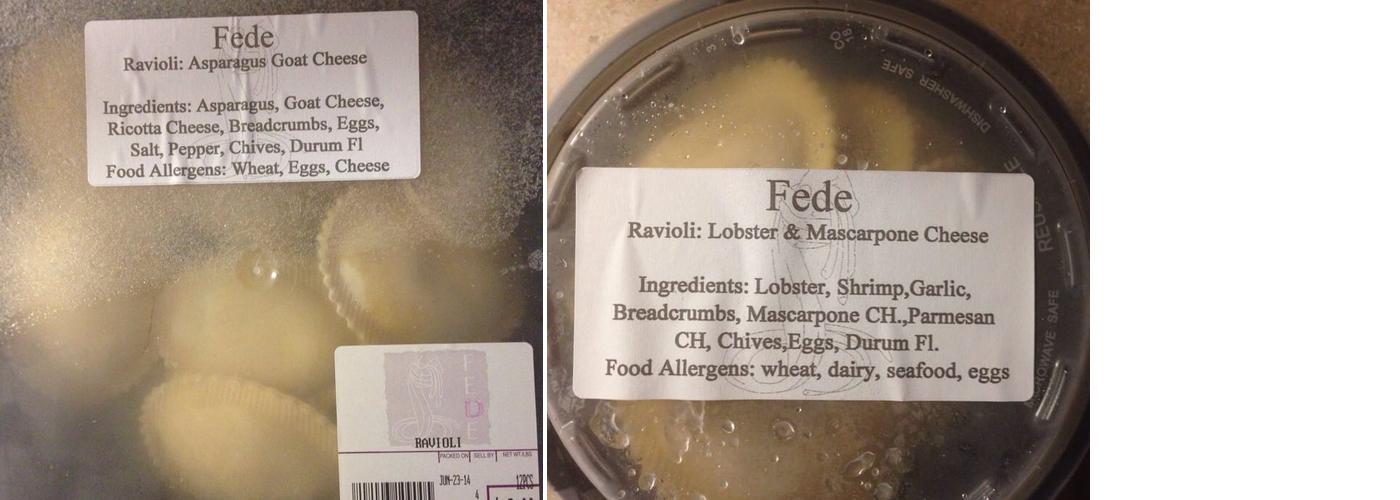 Fede
Ravioli: Asparagus Goat Cheese
Ingredients: Asparagus, Goat Cheese,
Ricotta Cheese, Breadcrumbs, Eggs,
Salt, Pepper, Chives, Durum Fl
Food Allergens: Wheat, Eggs, Cheese
FEDE
RAVIOLI
PACKED ON SELL BY NET WT./LBS
JUN-23-14 12PCS
4
Fede
Ravioli: Lobster & Mascarpone Cheese
Ingredients: Lobster, Shrimp,Garlic,
Breadcrumbs, Mascarpone CH.,Parmesan
CH, Chives,Eggs, Durum Fl.
Food Allergens: wheat, dairy, seafood, eggs
DISHWASHER SAFE
MICROWAVE SAFE